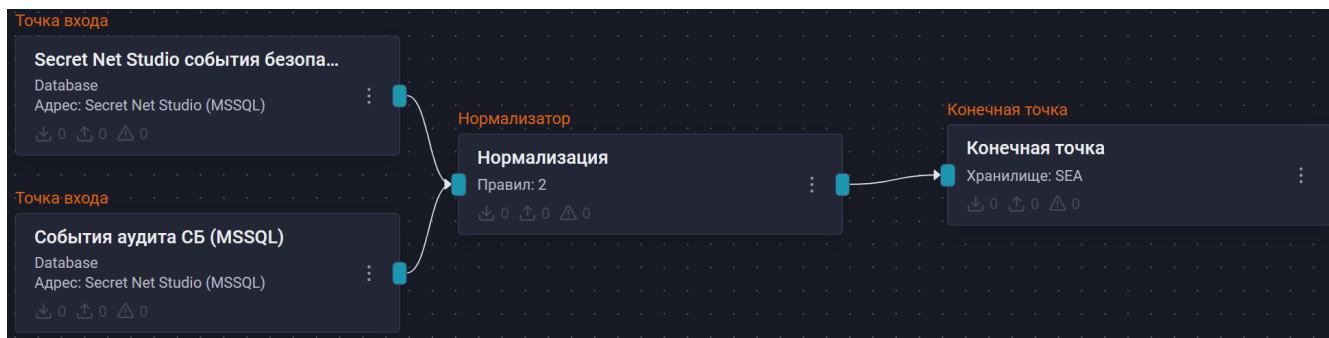 Точка входа
Secret Net Studio события безопа...
Database
Адрес: Secret Net Studio (MSSQL)
0 0 0
Точка входа
События аудита СБ (MSSQL)
Database
Адрес: Secret Net Studio (MSSQL)
0 0 0
Нормализатор
Нормализация
Правил: 2
0 0 0
Конечная точка
Конечная точка
Хранилище: SEA
0 0 0